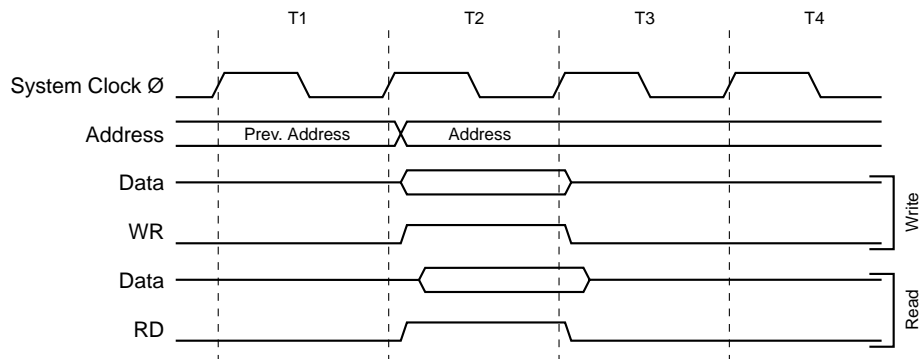 T1 T2 T3 T4
System Clock Ø
Address Prev. Address Address
Data
WR
Write
Data
RD
Read